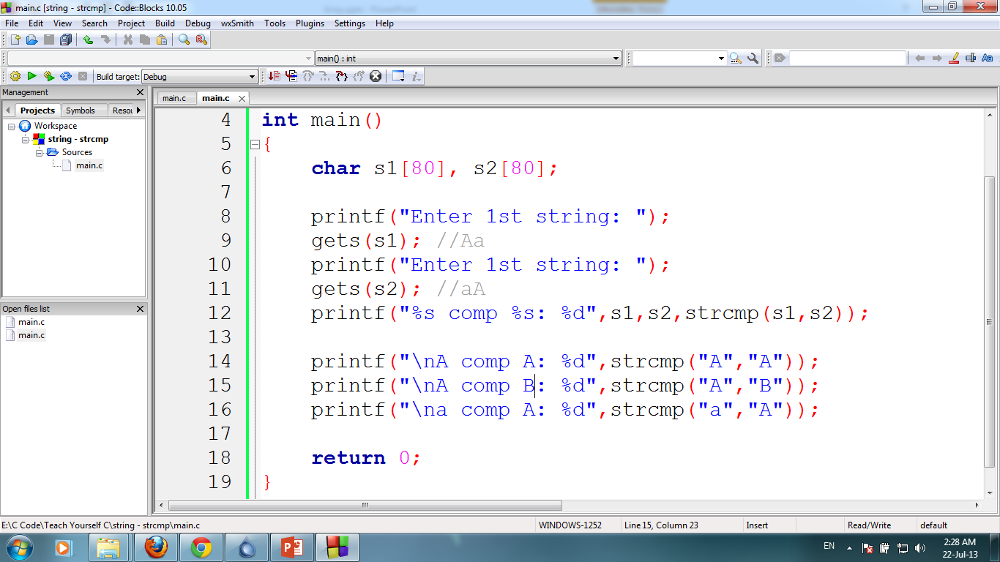 main.c [string - strcmp] - Code::Blocks 10.05
File Edit View Search Project Build Debug wxSmith Tools Plugins Settings Help
main() : int
Build target: Debug
Management
Projects Symbols Resou
Workspace
string - strcmp
Sources
main.c
Open files list
main.c
main.c
main.c main.c
4 int main()
5 {
6 char s1[80], s2[80];
7
8 printf("Enter 1st string: ");
9 gets(s1); //Aa
10 printf("Enter 1st string: ");
11 gets(s2); //aA
12 printf("%s comp %s: %d",s1,s2,strcmp(s1,s2));
13
14 printf("\nA comp A: %d",strcmp("A","A"));
15 printf("\nA comp B: %d",strcmp("A","B"));
16 printf("\na comp A: %d",strcmp("a","A"));
17
18 return 0;
19 }
E:\C Code\Teach Yourself C\string - strcmp\main.c WINDOWS-1252 Line 15, Column 23 Insert Read/Write default
EN 2:28 AM
22-Jul-13